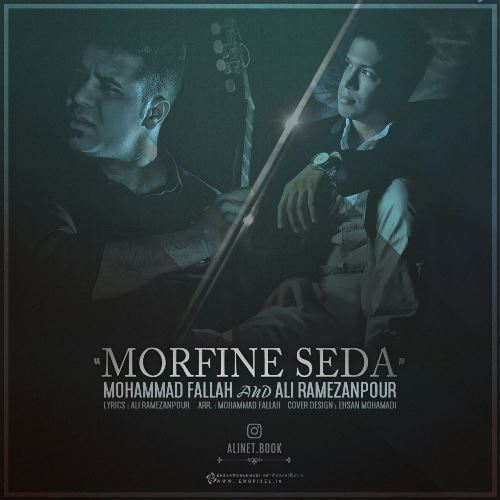 "MORFINE SEDA"
MOHAMMAD FALLAH AND ALI RAMEZANPOUR
LYRICS : ALI RAMEZANPOUR ARR. : MOHAMMAD FALLAH COVER DESIGN : EHSAN MOHAMADI
ALINET.BOOK
WWW.EMOPIXEL.IR